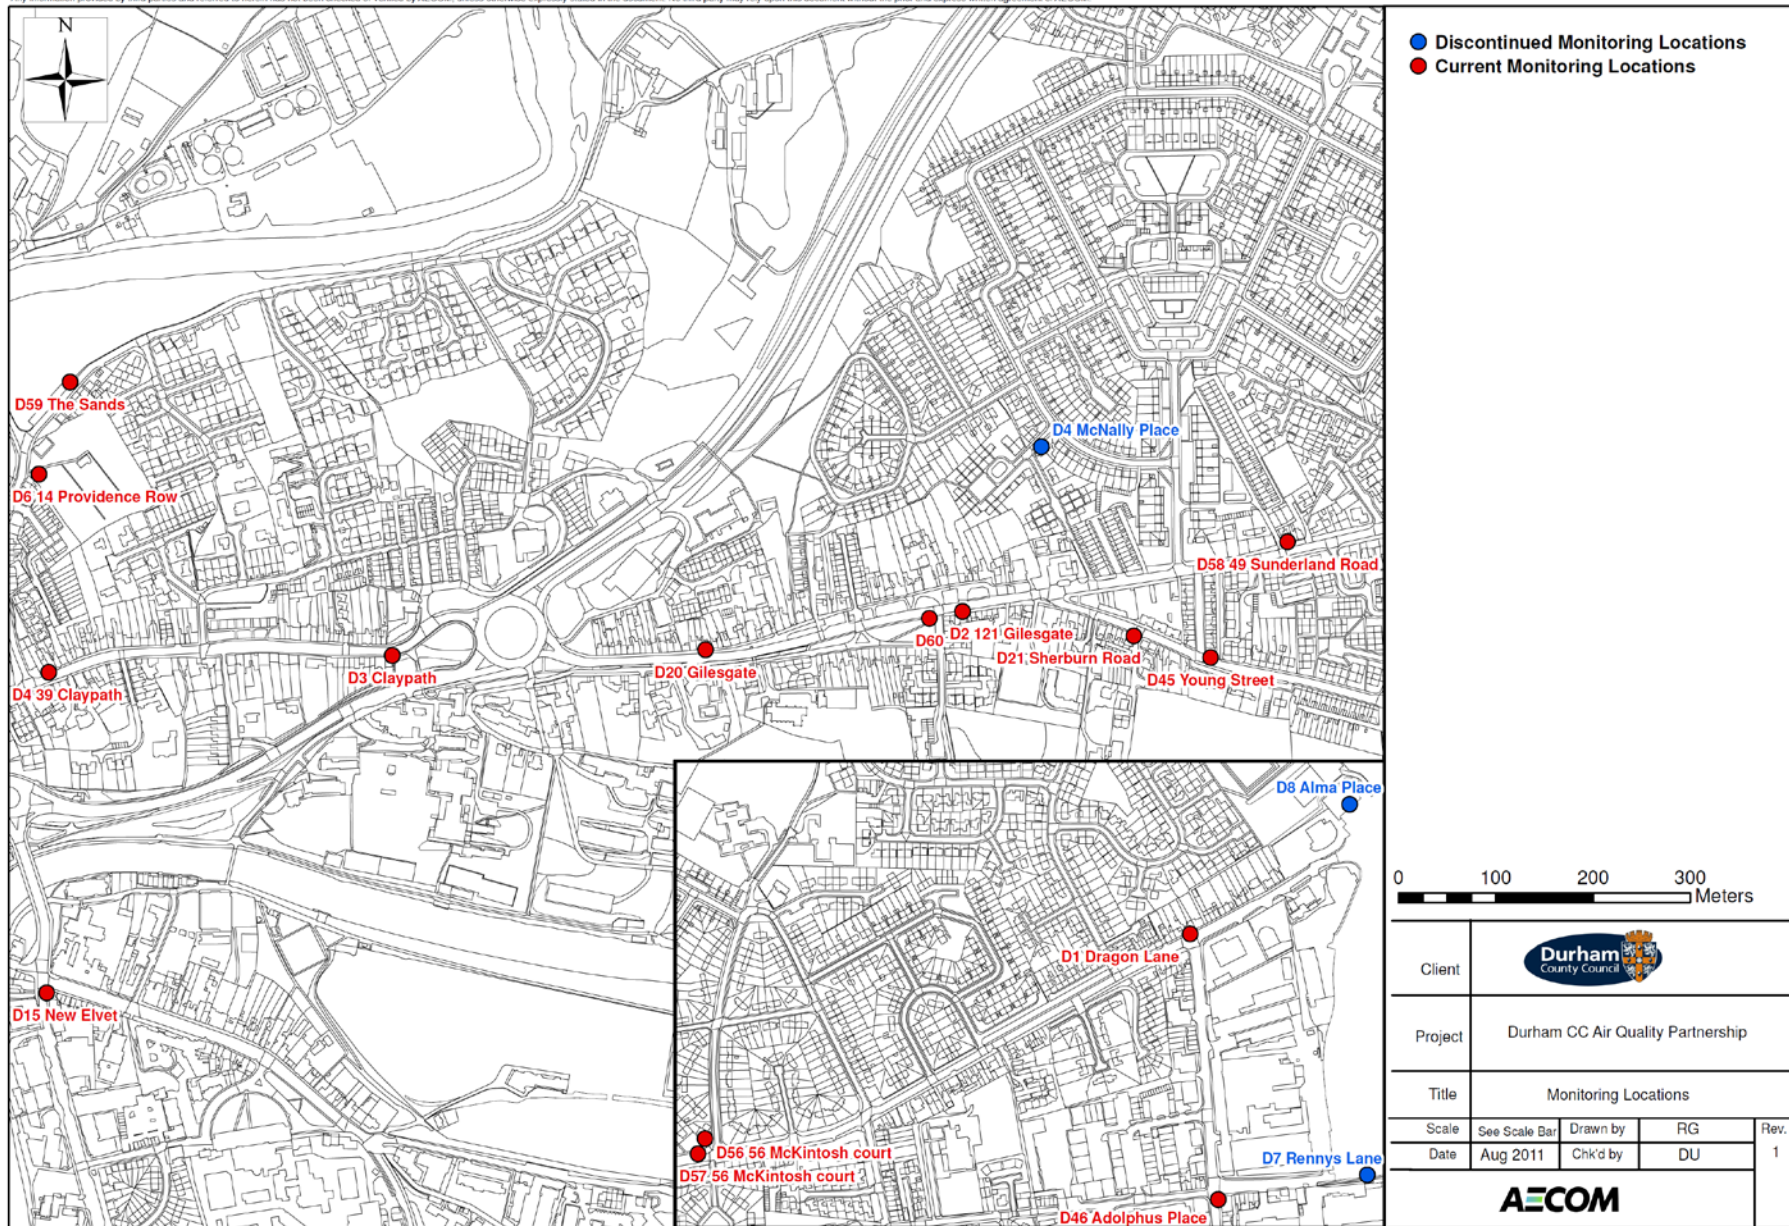 N
Discontinued Monitoring Locations
Current Monitoring Locations
D59 The Sands
D6 14 Providence Row
D4 39 Claypath
D3 Claypath
D20 Gilesgate
D60
D2 121 Gilesgate
D21 Sherburn Road
D45 Young Street
D4 McNally Place
D58 49 Sunderland Road
D15 New Elvet
D8 Alma Place
D1 Dragon Lane
D56 56 McKintosh court
D57 56 McKintosh court
D7 Rennys Lane
D46 Adolphus Place
0 100 200 300
Meters
Client
Durham
County Council
Project
Durham CC Air Quality Partnership
Title
Monitoring Locations
Scale See Scale Bar Drawn by RG Rev.
Date Aug 2011 Chk'd by DU 1
AECOM